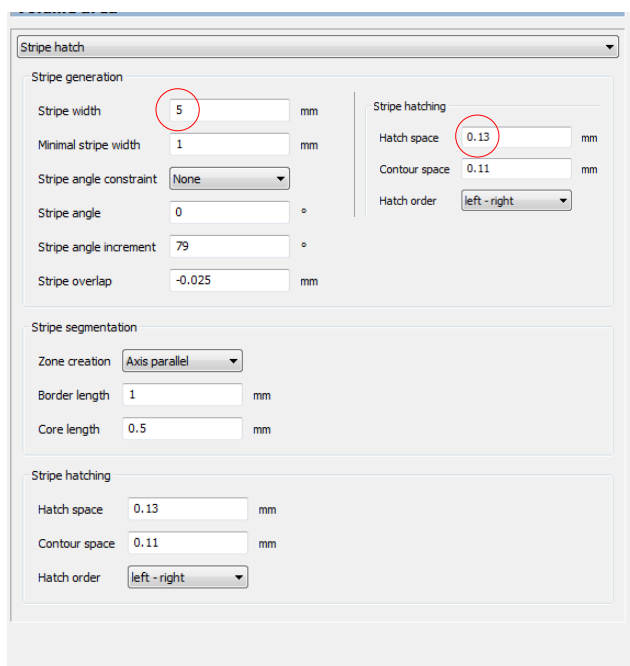 Stripe hatch
Stripe generation
Stripe width 5 mm
Minimal stripe width 1 mm
Stripe angle constraint None
Stripe angle 0 °
Stripe angle increment 79 °
Stripe overlap -0.025 mm
Stripe hatching
Hatch space 0.13 mm
Contour space 0.11 mm
Hatch order left - right
Stripe segmentation
Zone creation Axis parallel
Border length 1 mm
Core length 0.5 mm
Stripe hatching
Hatch space 0.13 mm
Contour space 0.11 mm
Hatch order left - right